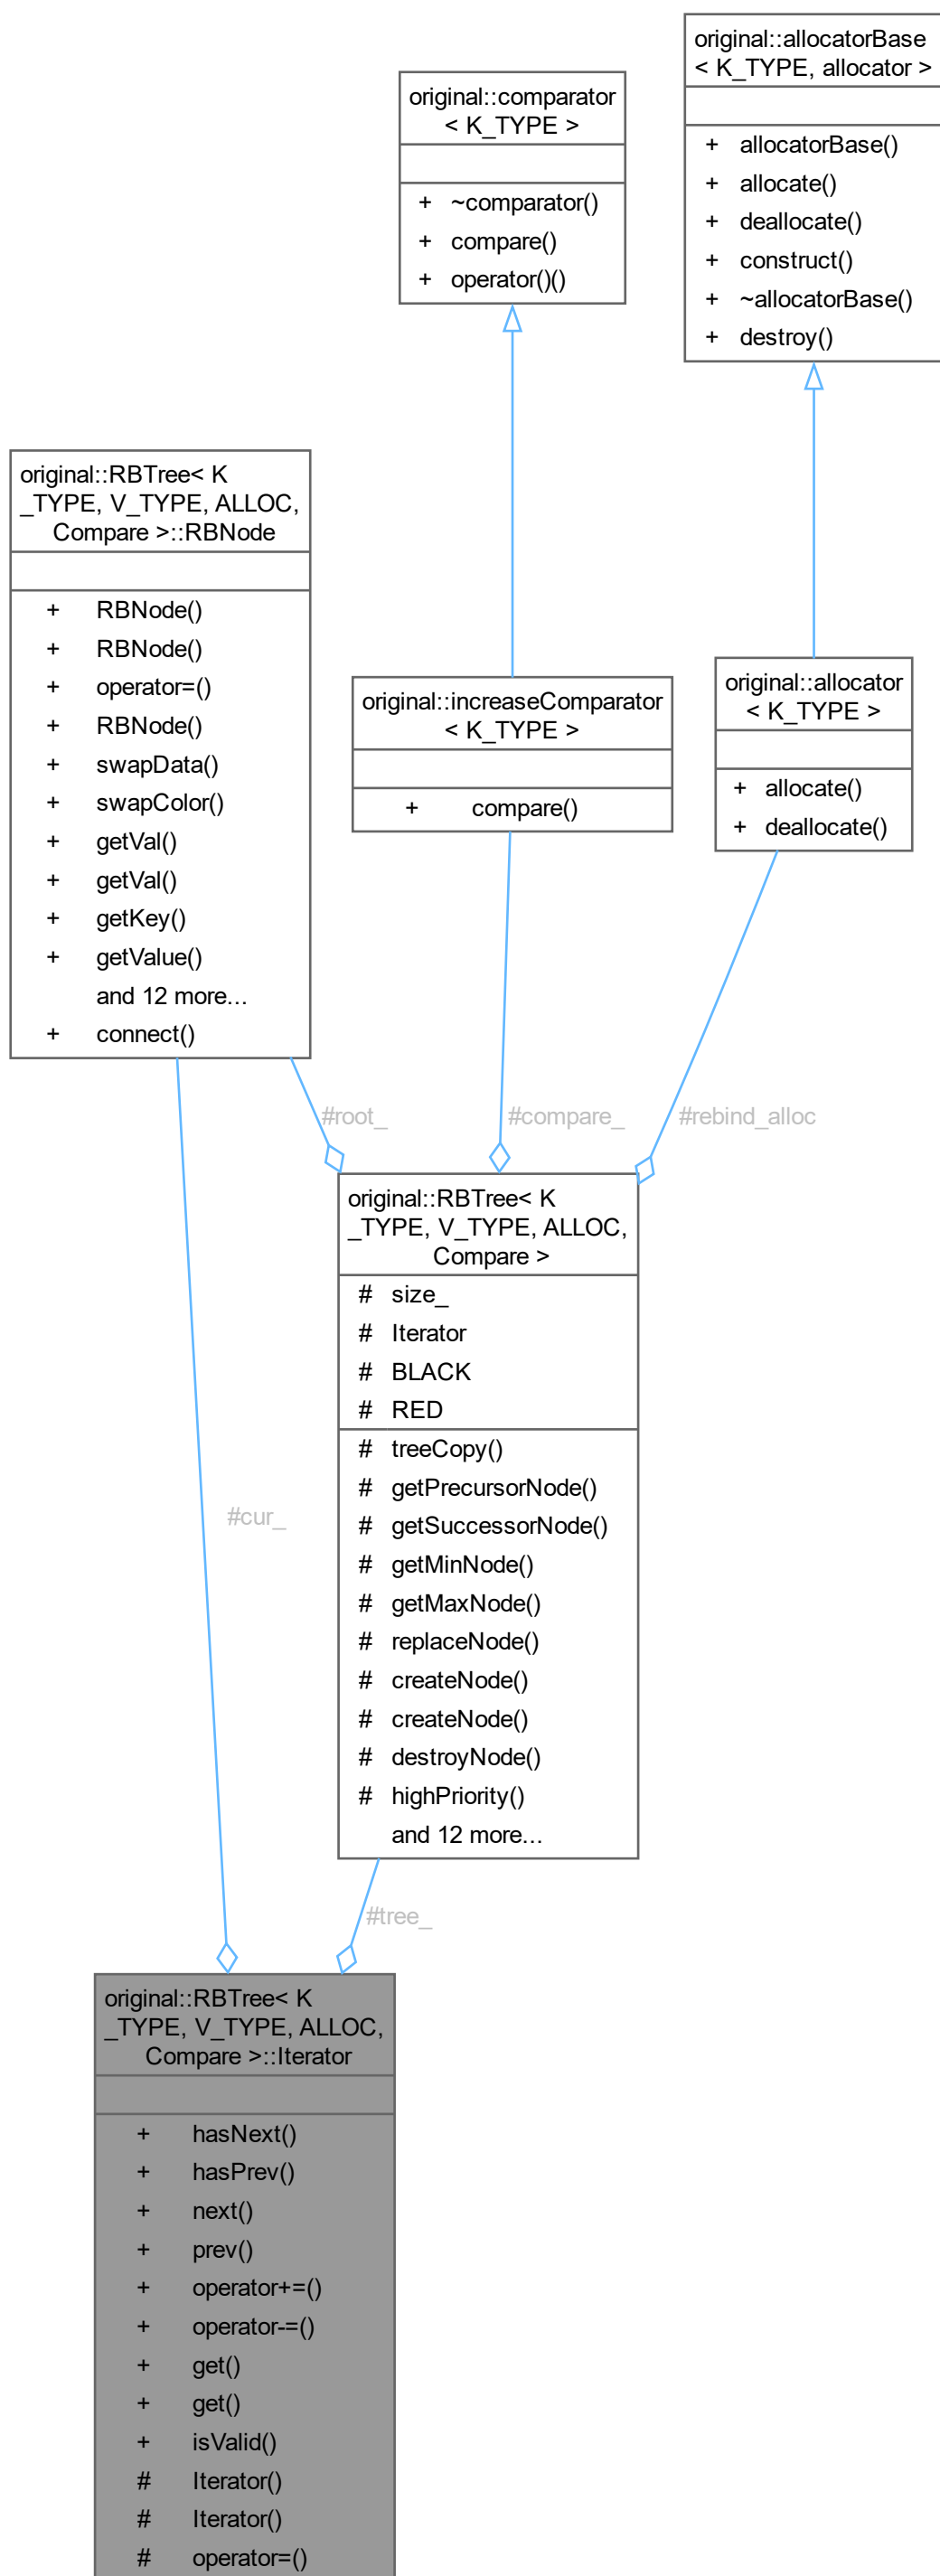 original::allocatorBase
< K_TYPE, allocator >
+ allocatorBase()
+ allocate()
+ deallocate()
+ construct()
+ ~allocatorBase()
+ destroy()
original::comparator
< K_TYPE >
+ ~comparator()
+ compare()
+ operator()()
original::RBTree< K
_TYPE, V_TYPE, ALLOC,
Compare >::RBNode
+ RBNode()
+ RBNode()
+ operator=()
+ RBNode()
+ swapData()
+ swapColor()
+ getVal()
+ getVal()
+ getKey()
+ getValue()
and 12 more...
+ connect()
original::increaseComparator
< K_TYPE >
+ compare()
original::allocator
< K_TYPE >
+ allocate()
+ deallocate()
#root_
#compare_
#rebind_alloc
original::RBTree< K
_TYPE, V_TYPE, ALLOC,
Compare >
# size_
# Iterator
# BLACK
# RED
# treeCopy()
# getPrecursorNode()
# getSuccessorNode()
# getMinNode()
# getMaxNode()
# replaceNode()
# createNode()
# createNode()
# destroyNode()
# highPriority()
and 12 more...
#cur_
#tree_
original::RBTree< K
_TYPE, V_TYPE, ALLOC,
Compare >::Iterator
+ hasNext()
+ hasPrev()
+ next()
+ prev()
+ operator+=()
+ operator-=()
+ get()
+ get()
+ isValid()
# Iterator()
# Iterator()
# operator=()